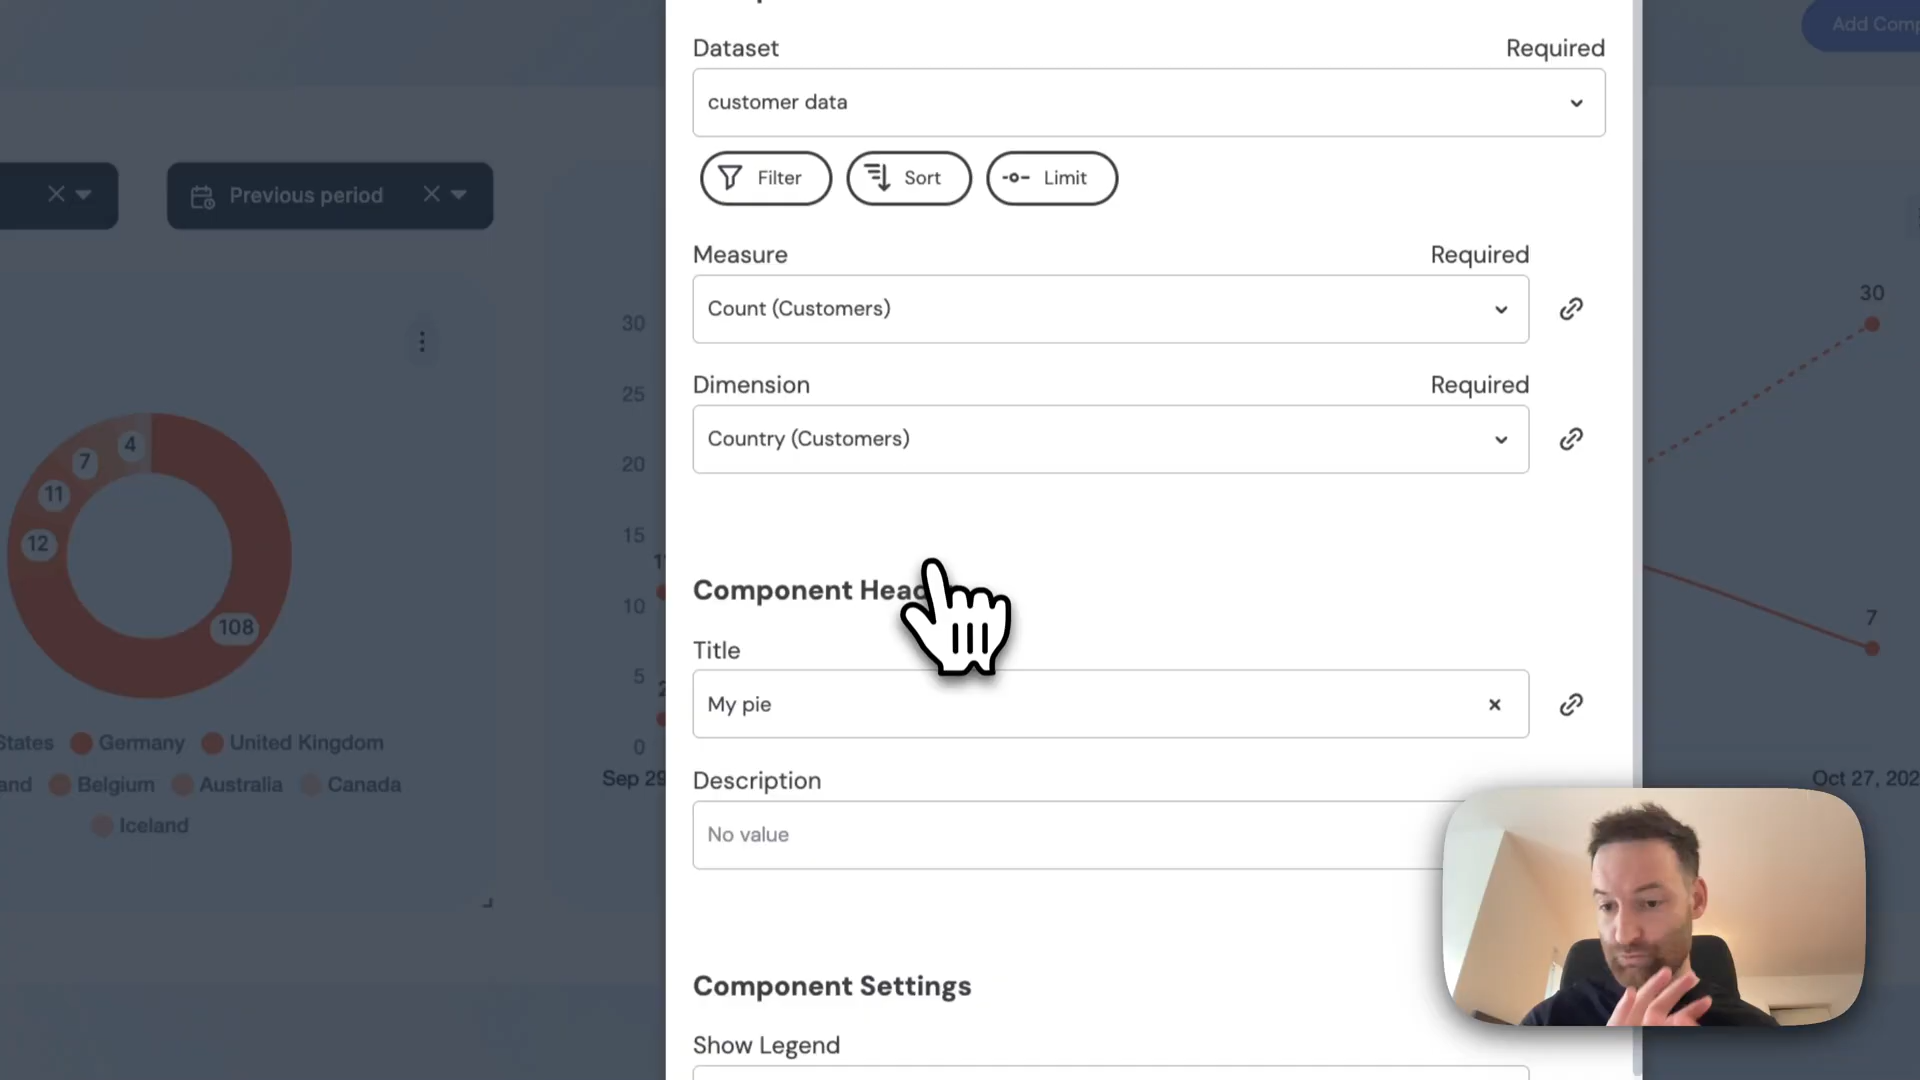 Add Comp
Dataset
Required
customer data
Filter
Sort
Limit
Previous period
Measure
Required
Count (Customers)
Dimension
Required
Country (Customers)
30
25
20
15
10
5
0
Sep 29
30
7
Oct 27, 202
4
7
11
12
108
States
Germany
United Kingdom
and
Belgium
Australia
Canada
Iceland
Component Head
Title
My pie
Description
No value
Component Settings
Show Legend